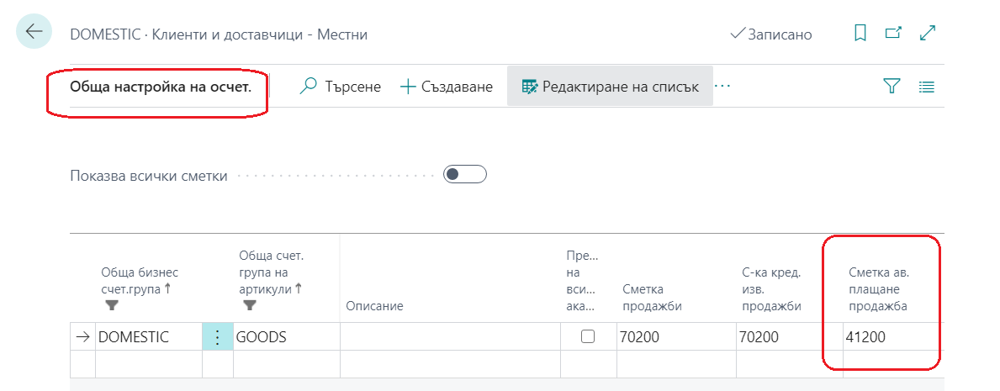 DOMESTIC · Клиенти и доставчици - Местни
Записано
Обща настройка на осчет.
Търсене
Създаване
Редактиране на списък
...
Показва всички сметки
Обща бизнес
счет.група
Обща счет.
група на
артикули
Описание
Пре...
на
вси...
ака...
Сметка
продажби
С-ка кред.
изв.
продажби
Сметка ав.
плащане
продажба
DOMESTIC
GOODS
70200
70200
41200